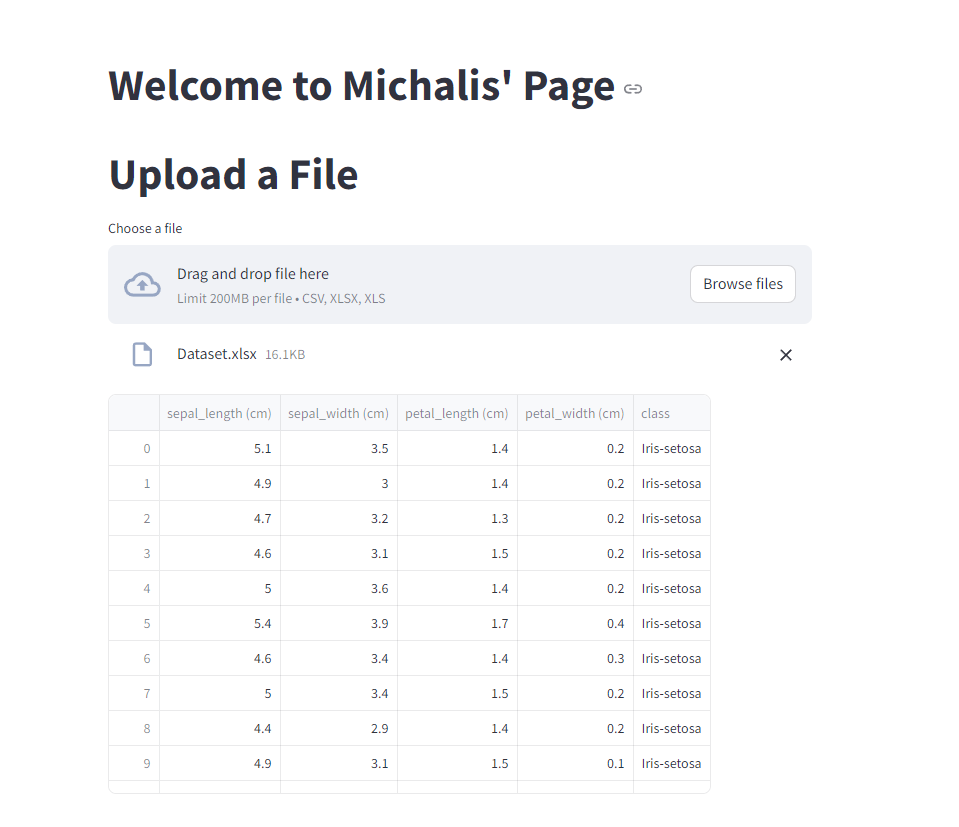 Welcome to Michalis' Page
Upload a File
Choose a file
Drag and drop file here
Limit 200MB per file • CSV, XLSX, XLS
Browse files
Dataset.xlsx 16.1KB
sepal_length (cm) sepal_width (cm) petal_length (cm) petal_width (cm) class
0 5.1 3.5 1.4 0.2 Iris-setosa
1 4.9 3 1.4 0.2 Iris-setosa
2 4.7 3.2 1.3 0.2 Iris-setosa
3 4.6 3.1 1.5 0.2 Iris-setosa
4 5 3.6 1.4 0.2 Iris-setosa
5 5.4 3.9 1.7 0.4 Iris-setosa
6 4.6 3.4 1.4 0.3 Iris-setosa
7 5 3.4 1.5 0.2 Iris-setosa
8 4.4 2.9 1.4 0.2 Iris-setosa
9 4.9 3.1 1.5 0.1 Iris-setosa